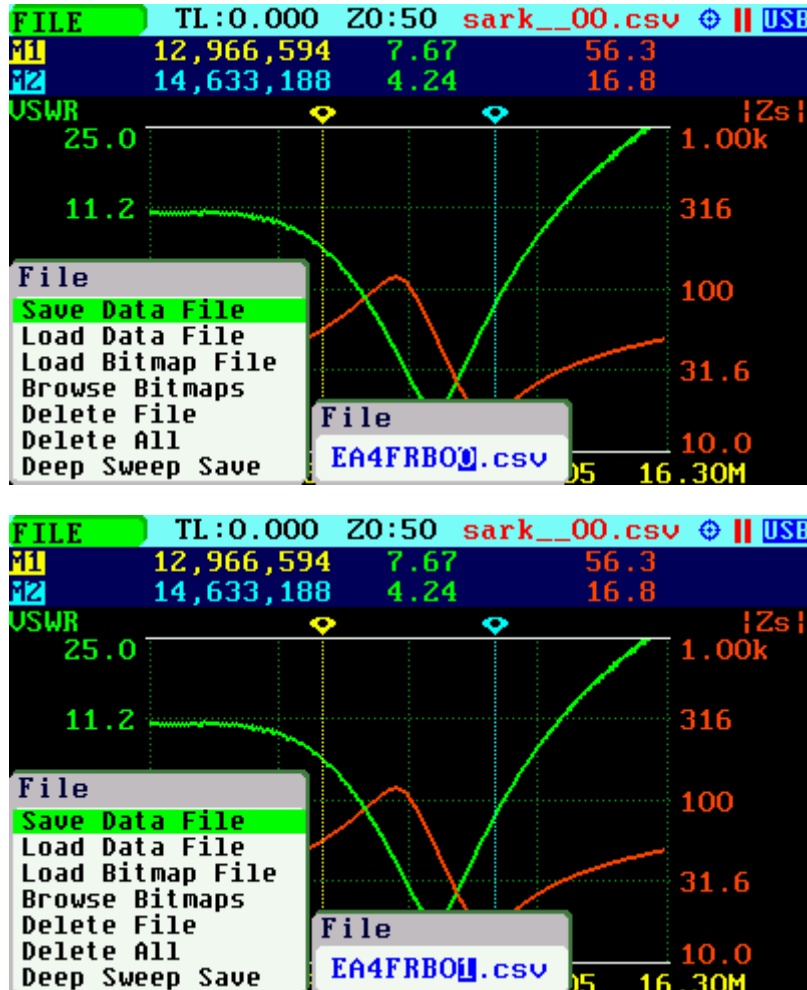 FILE TL:0.000 Z0:50 sark__00.csv USB
M1 12,966,594 7.67 56.3
M2 14,633,188 4.24 16.8
VSWR |Zs|
25.0 1.00k
11.2 316
File
100
Save Data File
Load Data File
Load Bitmap File
31.6
Browse Bitmaps
Delete File
File
Delete All
10.0
Deep Sweep Save
EA4FRB00.csv
05 16.30M
FILE TL:0.000 Z0:50 sark__00.csv USB
M1 12,966,594 7.67 56.3
M2 14,633,188 4.24 16.8
VSWR |Zs|
25.0 1.00k
11.2 316
File
100
Save Data File
Load Data File
Load Bitmap File
31.6
Browse Bitmaps
Delete File
File
Delete All
10.0
Deep Sweep Save
EA4FRB01.csv
05 16.30M